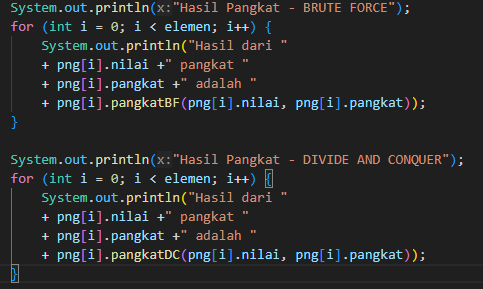 System.out.println(x:"Hasil Pangkat - BRUTE FORCE");
for (int i = 0; i < elemen; i++) {
    System.out.println("Hasil dari "
    + png[i].nilai +" pangkat "
    + png[i].pangkat +" adalah "
    + png[i].pangkatBF(png[i].nilai, png[i].pangkat));
}
System.out.println(x:"Hasil Pangkat - DIVIDE AND CONQUER");
for (int i = 0; i < elemen; i++) {
    System.out.println("Hasil dari "
    + png[i].nilai +" pangkat "
    + png[i].pangkat +" adalah "
    + png[i].pangkatDC(png[i].nilai, png[i].pangkat));
}